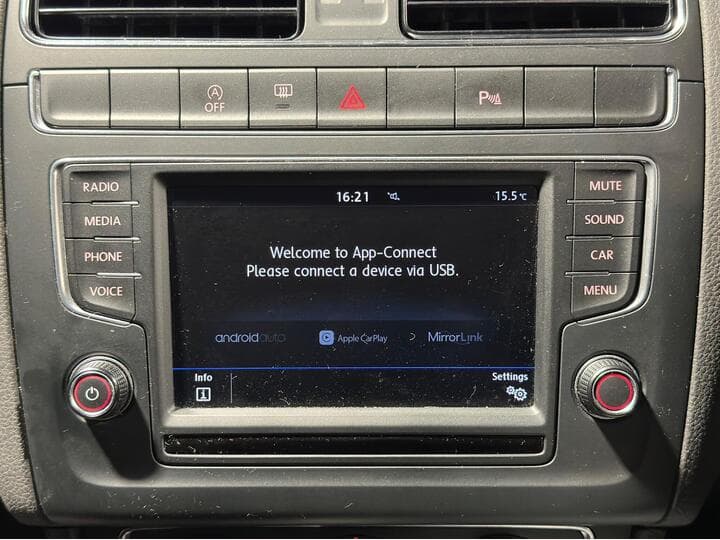 A
OFF
P
RADIO
MEDIA
PHONE
VOICE
16:21
15.5 °C
Welcome to App-Connect
Please connect a device via USB.
androidauto
Apple CarPlay
MirrorLink
Info
i
Settings
MUTE
SOUND
CAR
MENU